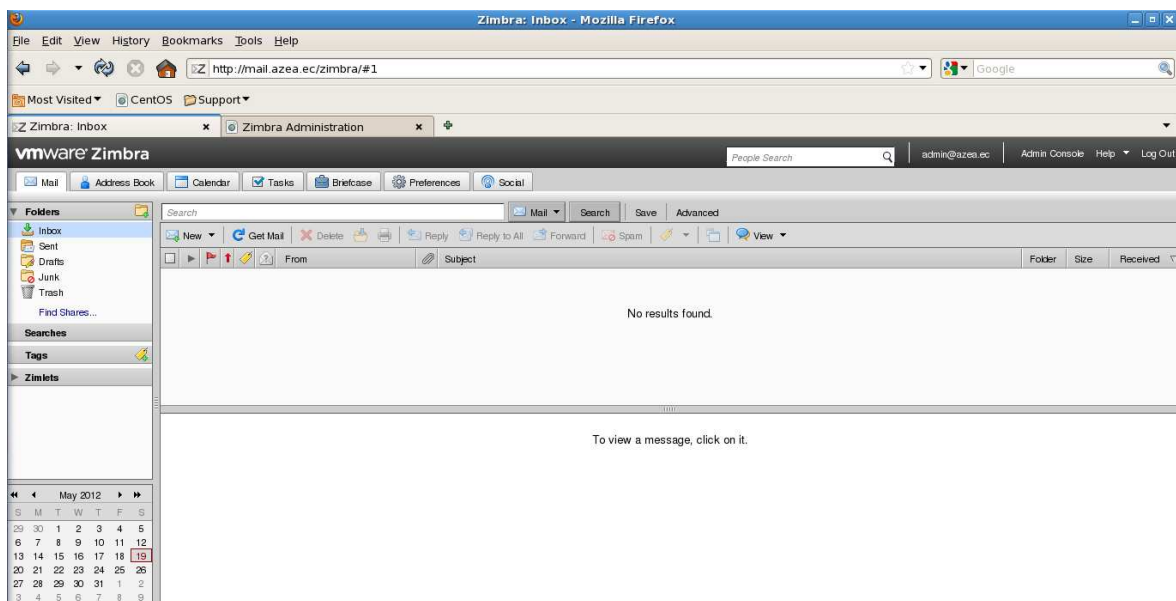 Zimbra: Inbox - Mozilla Firefox
File Edit View History Bookmarks Tools Help
http://mail.azea.ec/zimbra/#1
Google
Most Visited CentOS Support
Zimbra: Inbox Zimbra Administration
vmware Zimbra
People Search
admin@azea.ec Admin Console Help Log Out
Mail Address Book Calendar Tasks Briefcase Preferences Social
Folders
Search Mail Search Save Advanced
Inbox
New Get Mail Delete Reply Reply to All Forward Spam View
Sent
Drafts
From Subject Folder Size Received
Junk
Trash
Find Shares...
No results found.
Searches
Tags
Zimlets
To view a message, click on it.
May 2012
S M T W T F S
29 30 1 2 3 4 5
6 7 8 9 10 11 12
13 14 15 16 17 18 19
20 21 22 23 24 25 26
27 28 29 30 31 1 2
3 4 5 6 7 8 9